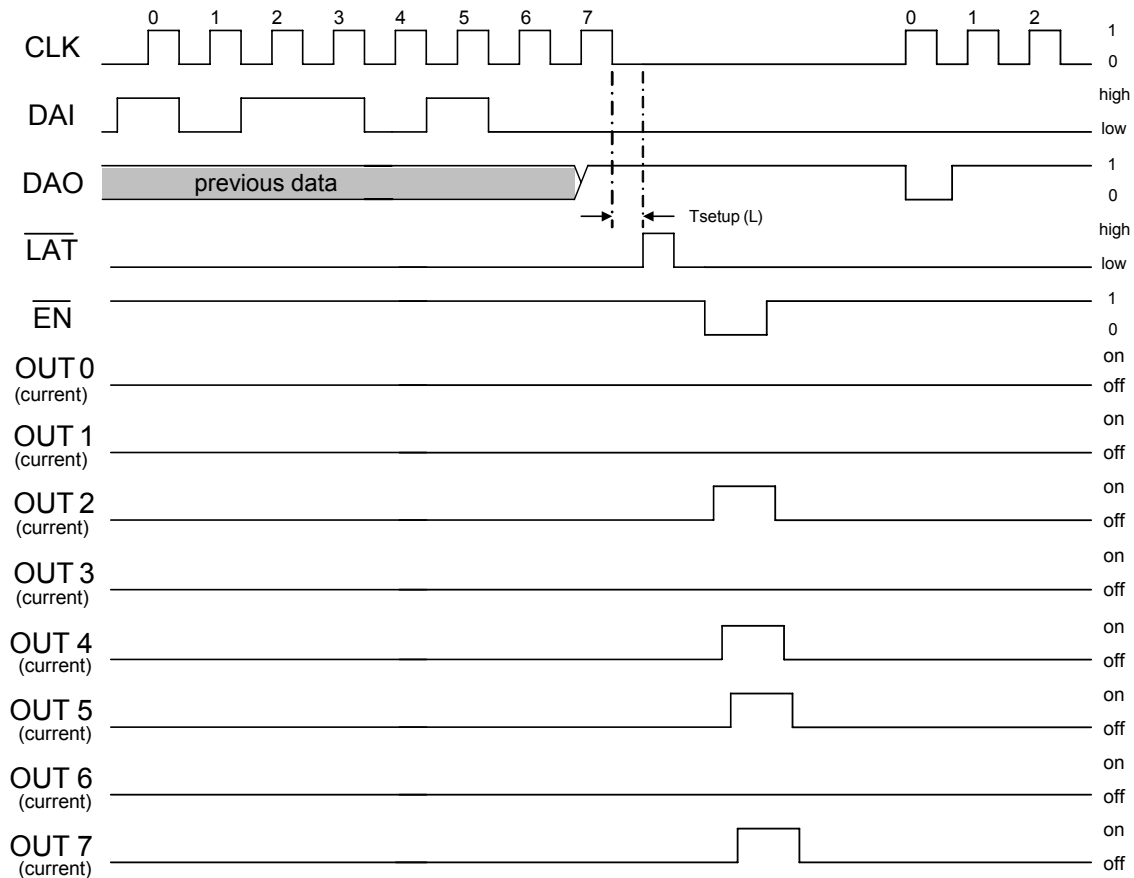 0 1 2 3 4 5 6 7 0 1 2
CLK 1
0
DAI high
low
DAO previous data 1
0
Tsetup (L)
LAT high
low
EN 1
0
OUT 0 on
(current) off
OUT 1 on
(current) off
OUT 2 on
(current) off
OUT 3 on
(current) off
OUT 4 on
(current) off
OUT 5 on
(current) off
OUT 6 on
(current) off
OUT 7 on
(current) off